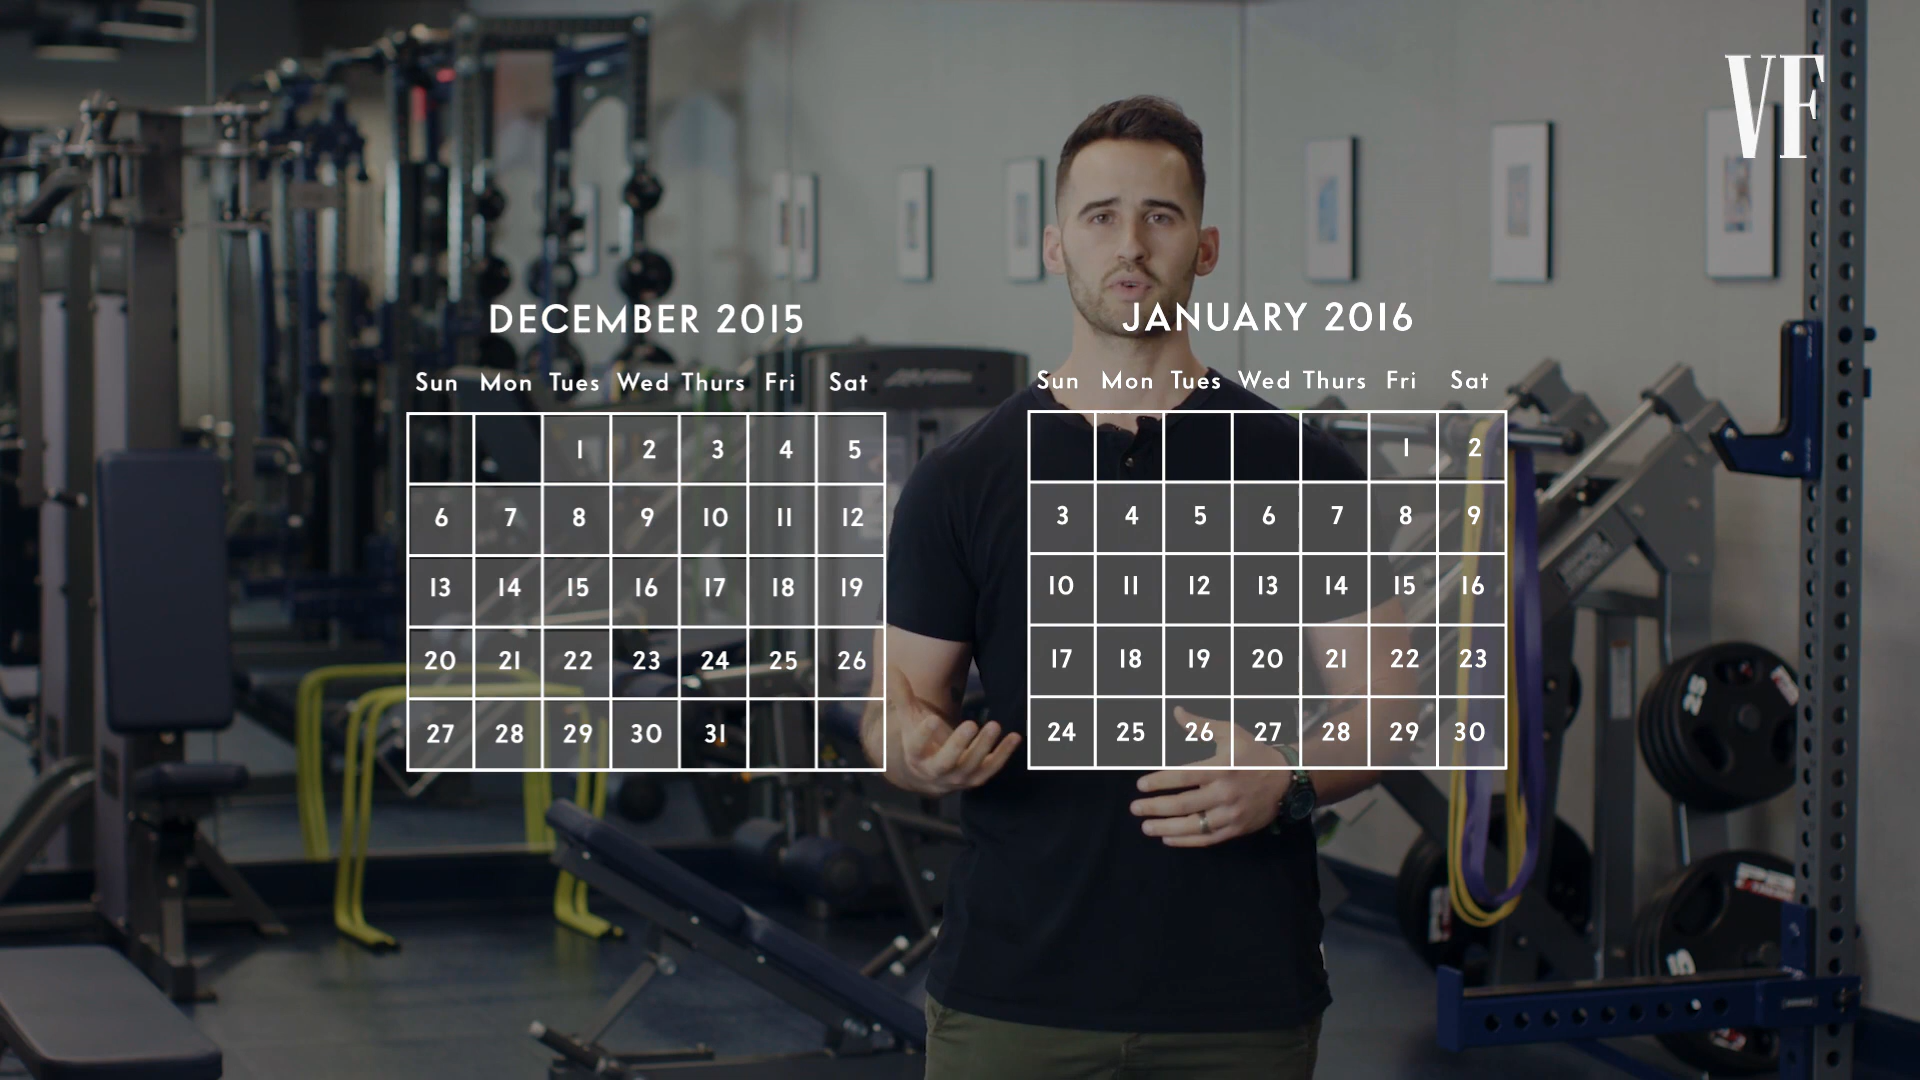 VF
DECEMBER 2015
Sun Mon Tues Wed Thurs Fri Sat
1 2 3 4 5
6 7 8 9 10 11 12
13 14 15 16 17 18 19
20 21 22 23 24 25 26
27 28 29 30 31
JANUARY 2016
Sun Mon Tues Wed Thurs Fri Sat
1 2
3 4 5 6 7 8 9
10 11 12 13 14 15 16
17 18 19 20 21 22 23
24 25 26 27 28 29 30
25